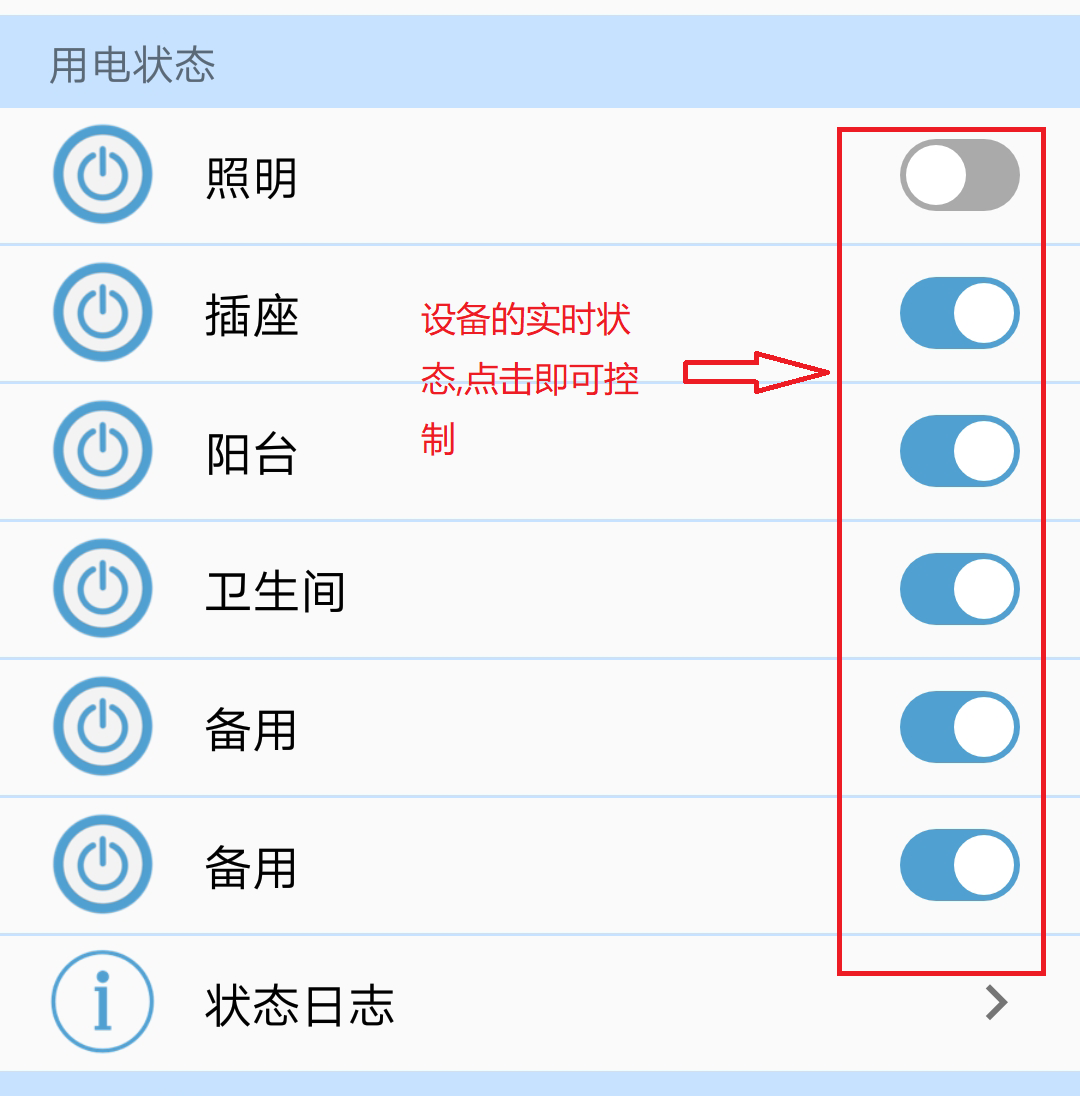 用电状态
照明
插座
设备的实时状
态,点击即可控
制
阳台
卫生间
备用
备用
状态日志